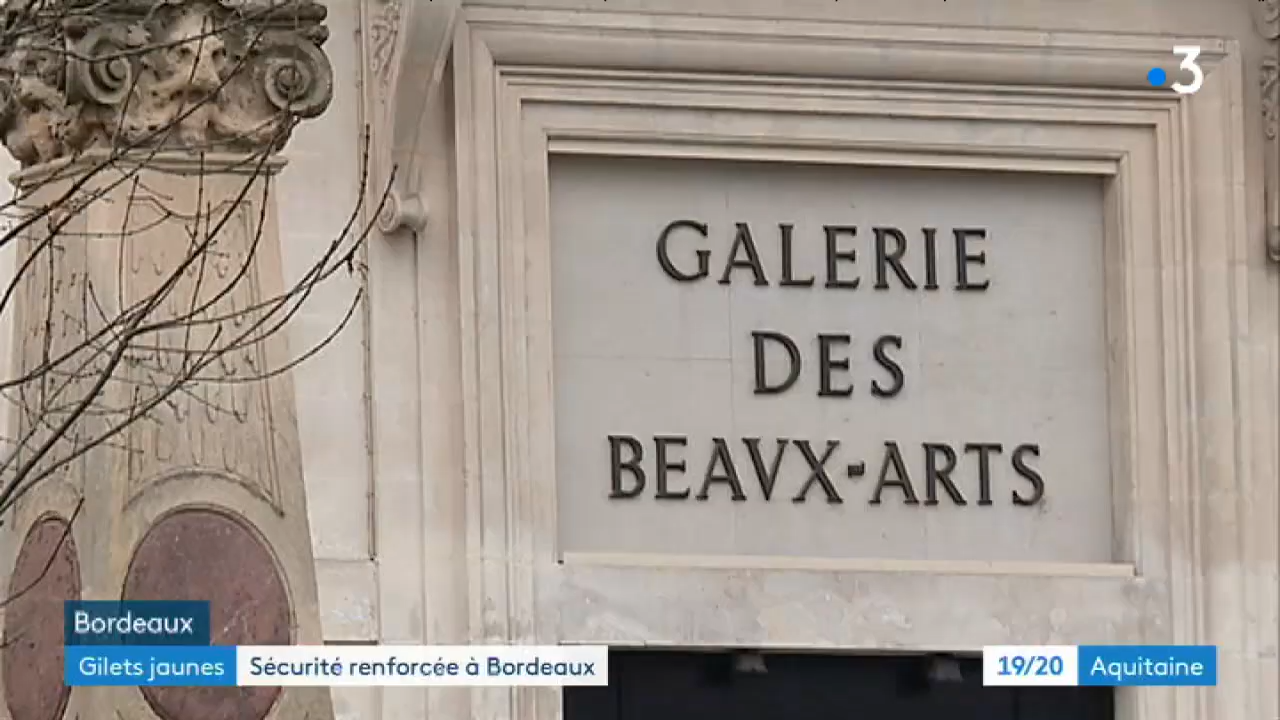 3
GALERIE
DES
BEAVX-ARTS
Bordeaux
Gilets jaunes Sécurité renforcée à Bordeaux
19/20 Aquitaine